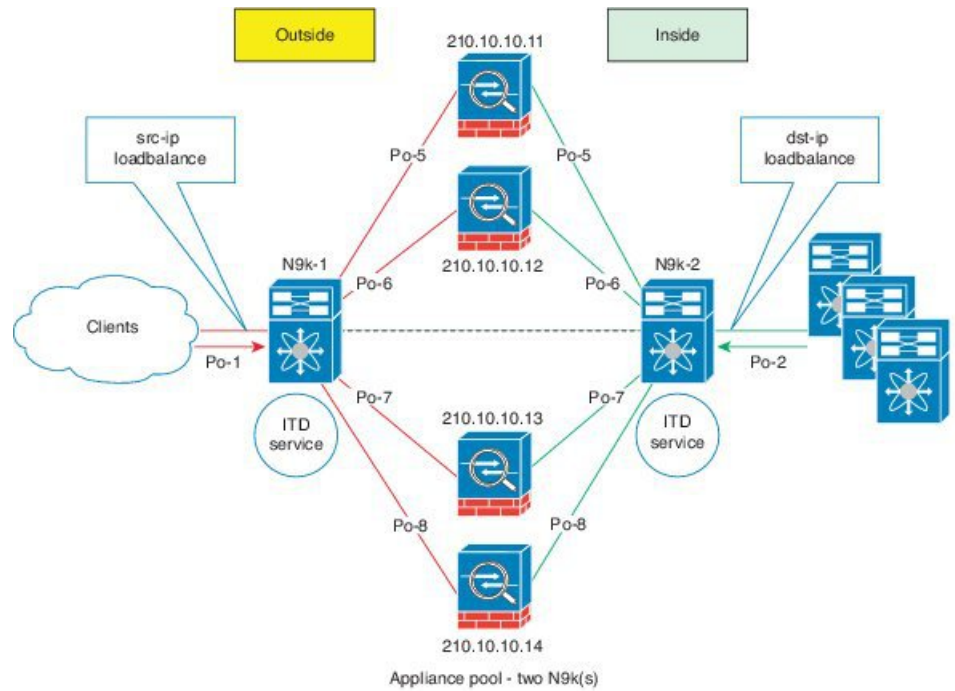 Outside
210.10.10.11
Inside
src-ip
loadbalance
dst-ip
loadbalance
Po-5
Po-5
N9k-1
210.10.10.12
N9k-2
Po-6
Po-6
Clients
Po-1
Po-2
Po-7
Po-7
ITD
service
210.10.10.13
ITD
service
Po-8
Po-8
210.10.10.14
Appliance pool - two N9k(s)